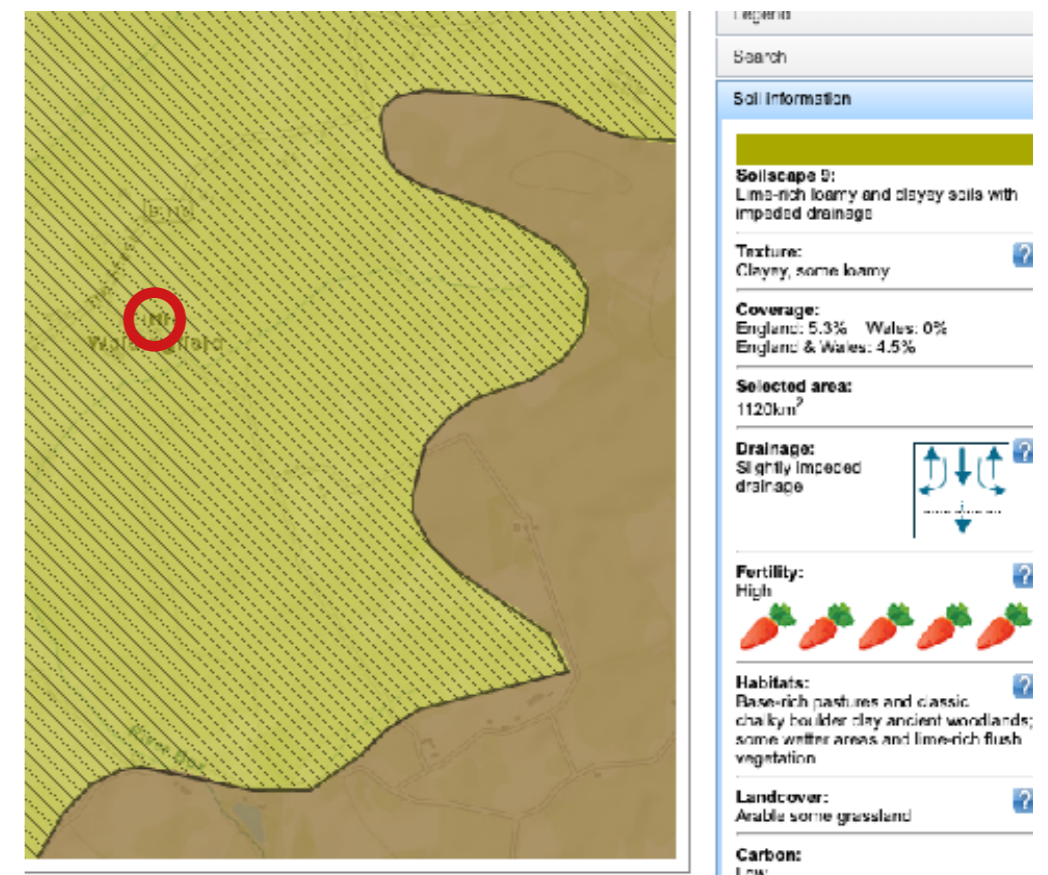 Legend
Search
Soil Information
Soilscape 9:
Lime-rich loamy and clayey soils with
impeded drainage
Texture:
Clayey, some loamy
Coverage:
England: 5.3% Wales: 0%
England & Wales: 4.5%
Selected area:
1120km²
Drainage:
Slightly impeded
drainage
Fertility:
High
Habitats:
Base-rich pastures and classic
chalky boulder clay ancient woodlands;
some wetter areas and lime-rich flush
vegetation
Landcover:
Arable some grassland
Carbon:
Low